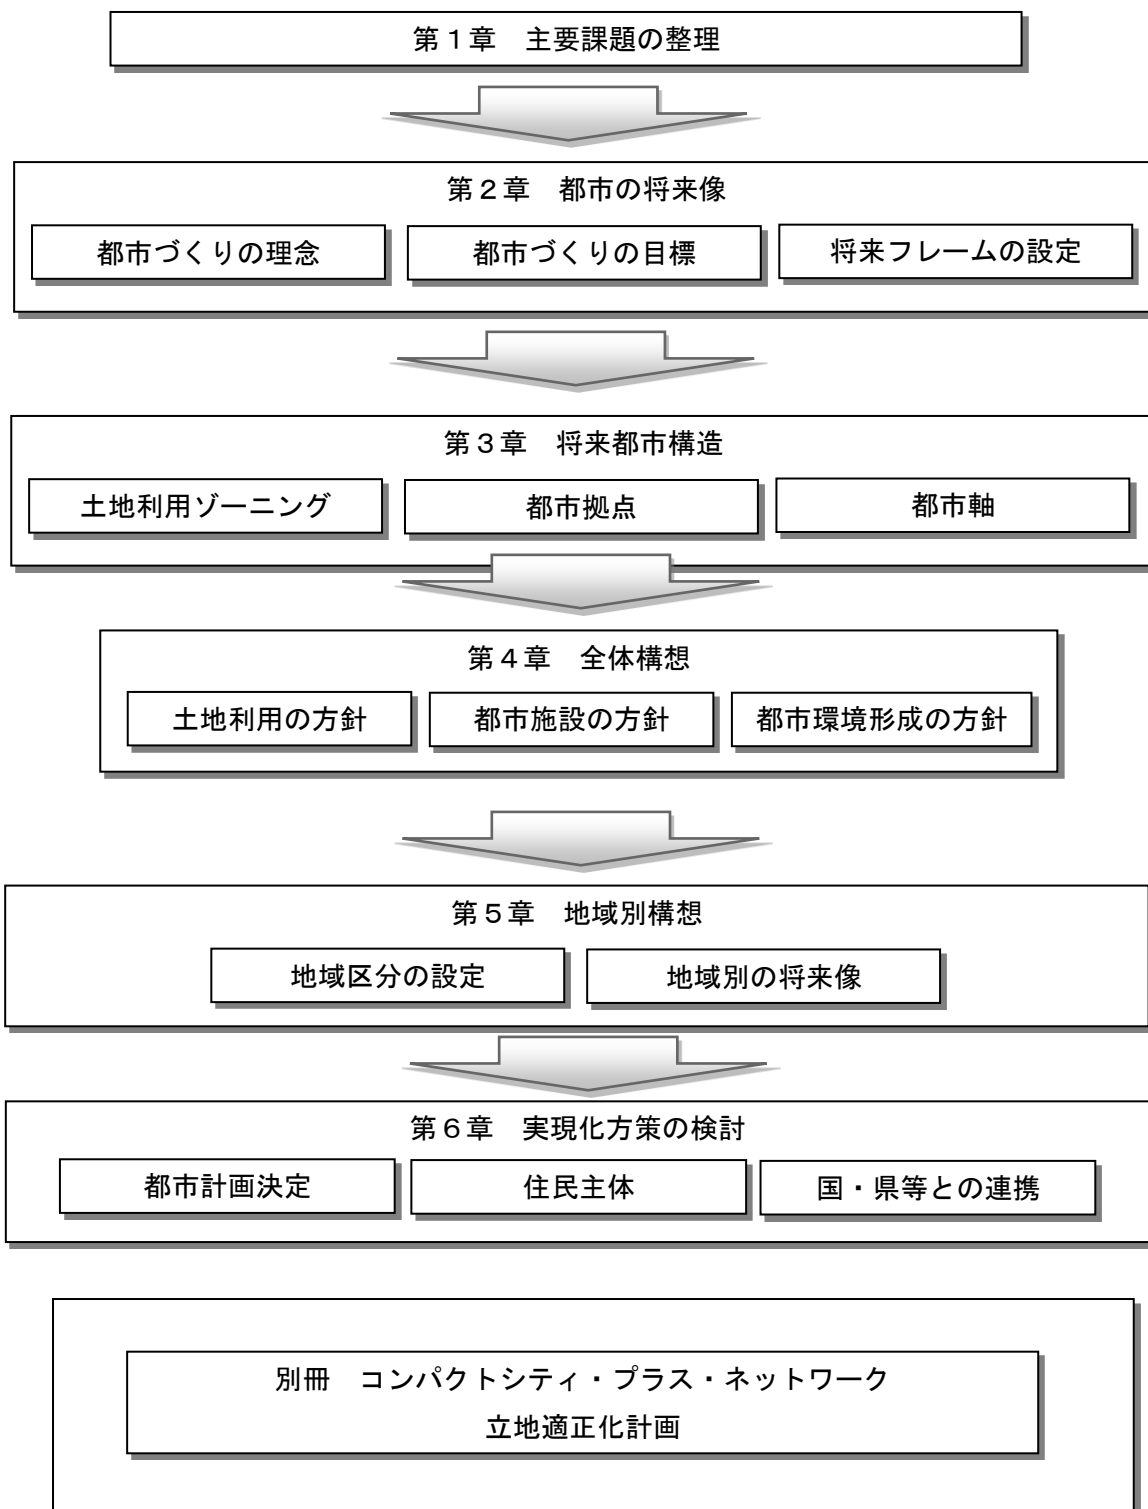 第１章　主要課題の整理
第２章　都市の将来像
都市づくりの理念
都市づくりの目標
将来フレームの設定
第３章　将来都市構造
土地利用ゾーニング
都市拠点
都市軸
第４章　全体構想
土地利用の方針
都市施設の方針
都市環境形成の方針
第５章　地域別構想
地域区分の設定
地域別の将来像
第６章　実現化方策の検討
都市計画決定
住民主体
国・県等との連携
別冊　コンパクトシティ・プラス・ネットワーク
立地適正化計画